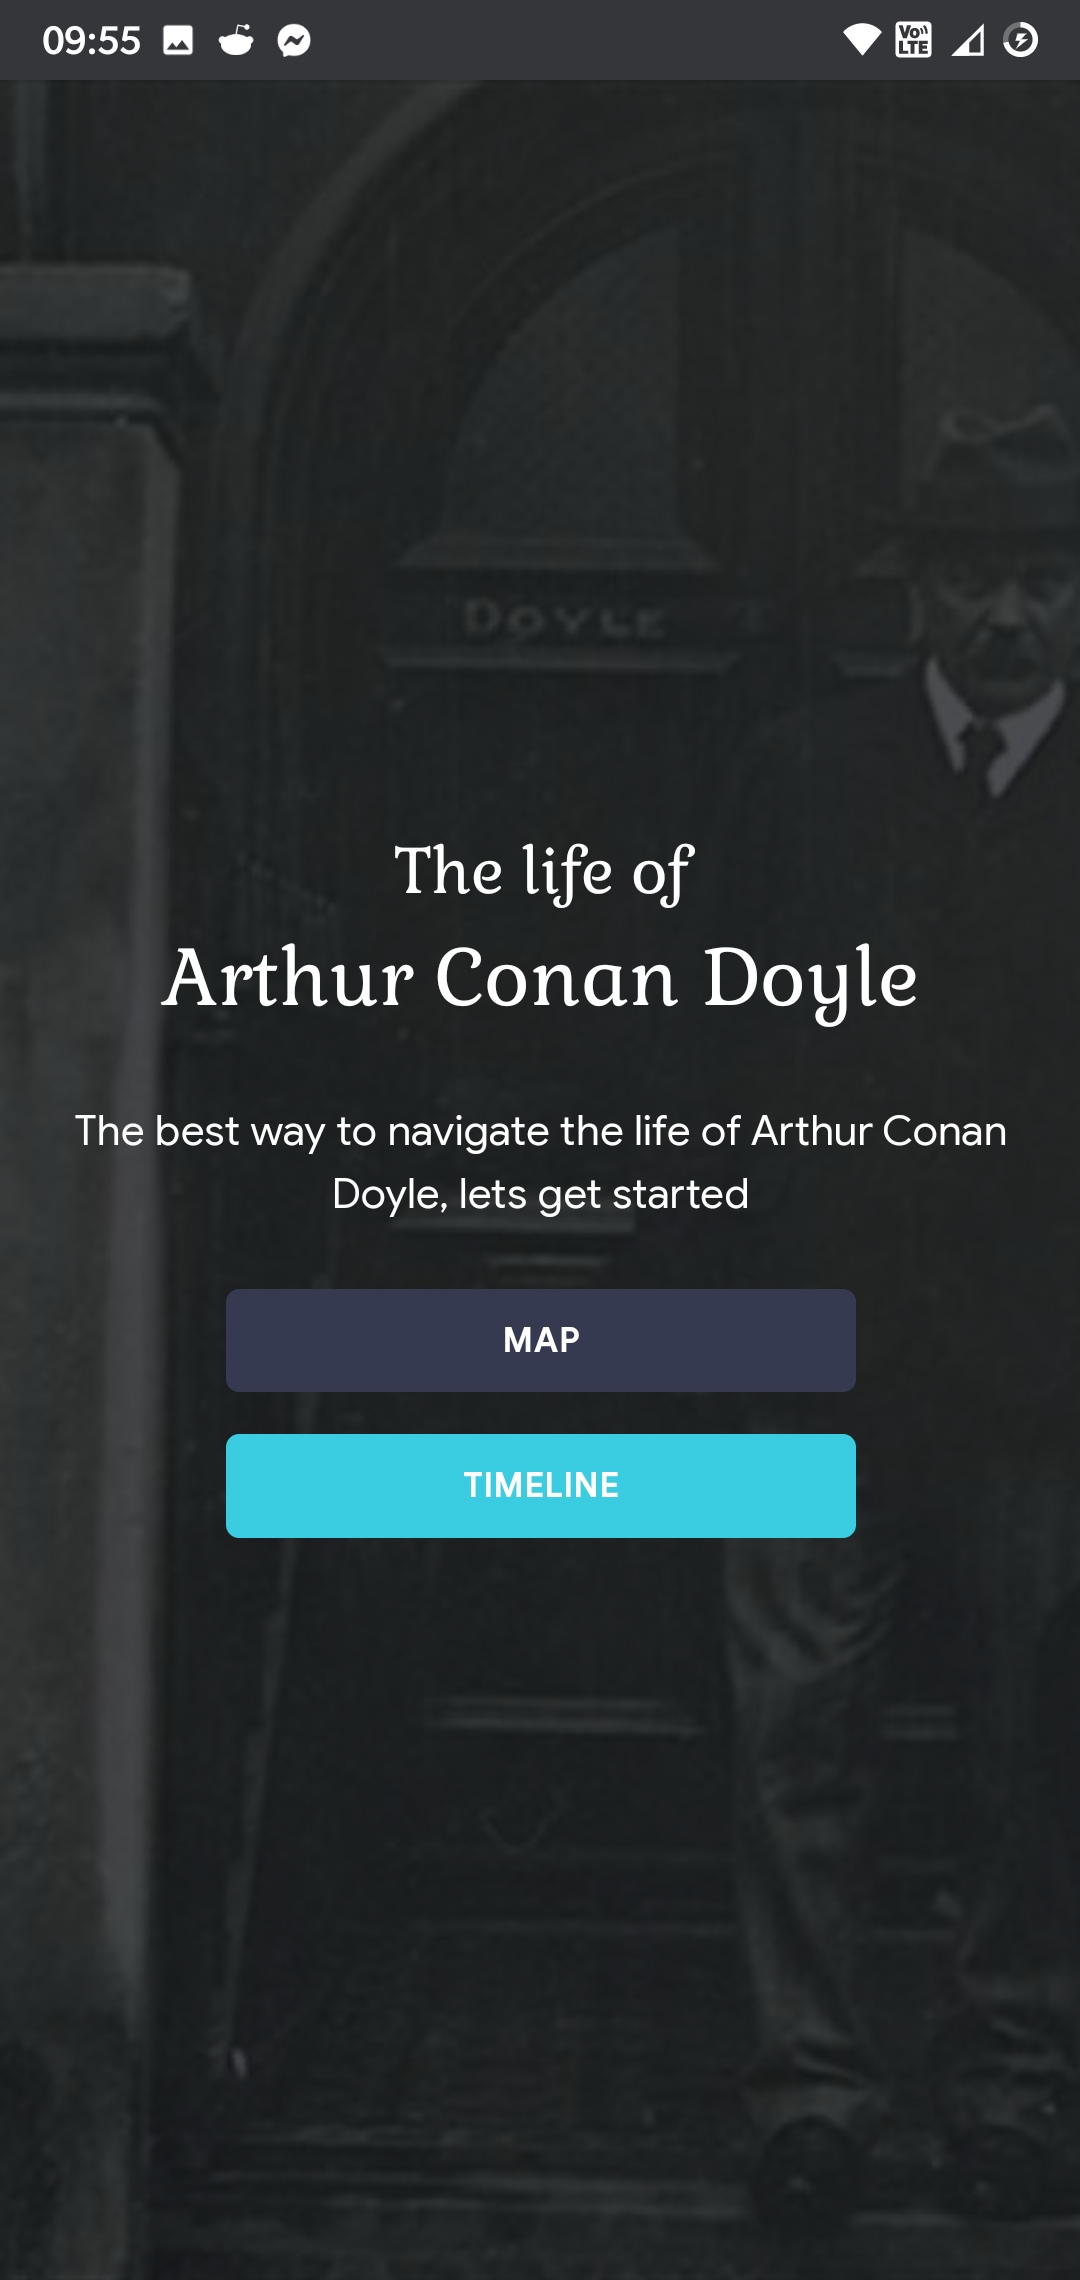 09:55
Vo
LTE
DOYLE
The life of
Arthur Conan Doyle
The best way to navigate the life of Arthur Conan
Doyle, lets get started
MAP
TIMELINE